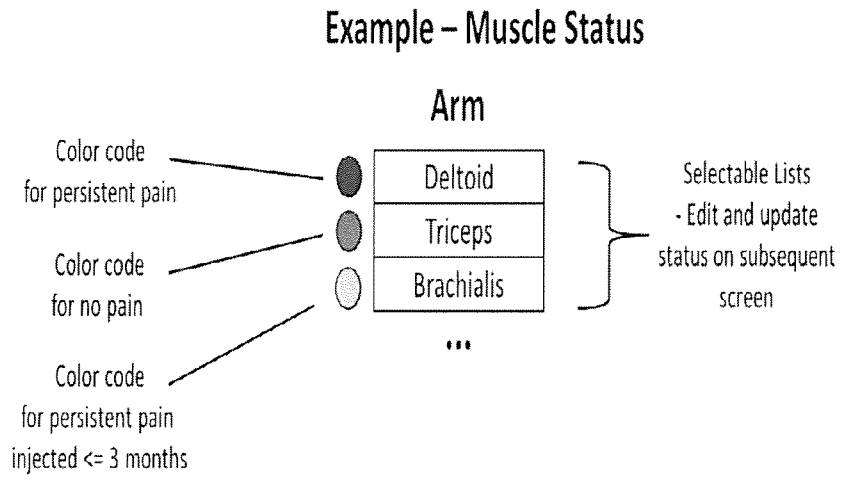 Example – Muscle Status
Arm
Color code
for persistent pain
Deltoid
Triceps
Brachialis
...
Color code
for no pain
Color code
for persistent pain
injected <= 3 months
Selectable Lists
- Edit and update
status on subsequent
screen